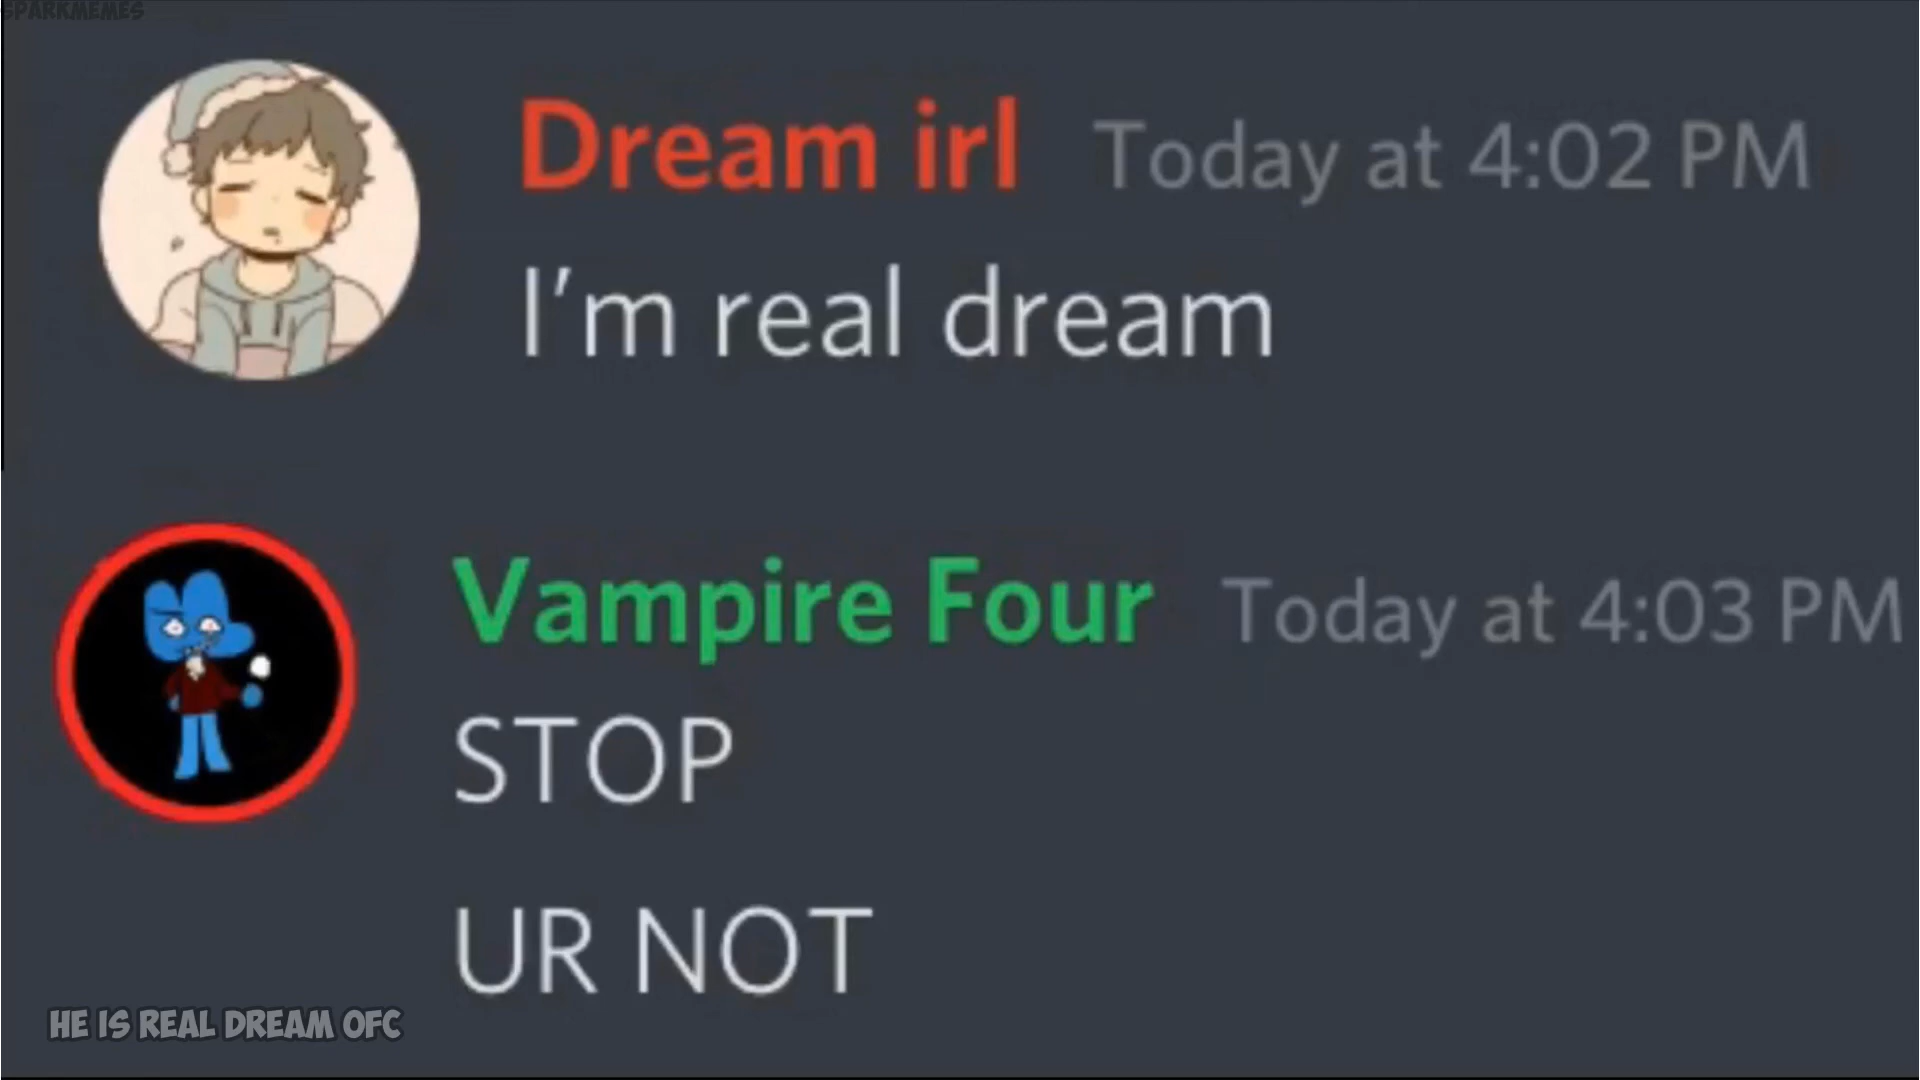 SPARKMEMES
Dream irl Today at 4:02 PM
I'm real dream
Vampire Four Today at 4:03 PM
STOP
UR NOT
HE IS REAL DREAM OFC